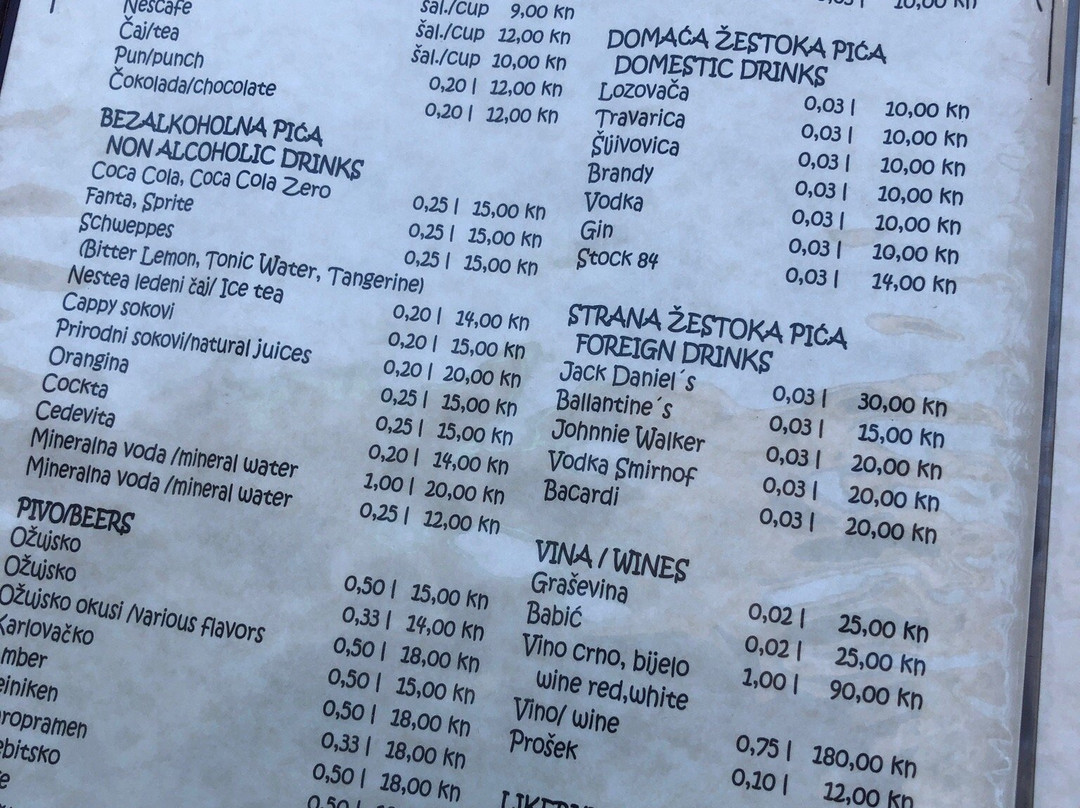 šal./cup 9,00 kn
Nescafe šal./cup 12,00 kn
Čaj/tea šal./cup 10,00 kn
Pun/punch 0,20 l 12,00 kn
Čokolada/chocolate 0,20 l 12,00 kn
BEZALKOHOLNA PIĆA
NON ALCOHOLIC DRINKS
Coca Cola, Coca Cola Zero 0,25 l 15,00 kn
Fanta, Sprite 0,25 l 15,00 kn
Schweppes 0,25 l 15,00 kn
(Bitter Lemon, Tonic Water, Tangerine)
Nestea ledeni čaj/ Ice tea 0,20 l 14,00 kn
Cappy sokovi 0,20 l 15,00 kn
Prirodni sokovi/natural juices 0,20 l 20,00 kn
Orangina 0,25 l 15,00 kn
Cockta 0,25 l 15,00 kn
Cedevita 0,20 l 14,00 kn
Mineralna voda /mineral water 1,00 l 20,00 kn
Mineralna voda /mineral water 0,25 l 12,00 kn
PIVO/BEERS
Ožujsko 0,50 l 15,00 kn
Ožujsko 0,33 l 14,00 kn
Ožujsko okusi /various flavors 0,50 l 18,00 kn
Karlovačko 0,50 l 15,00 kn
mber 0,50 l 18,00 kn
einiken 0,33 l 18,00 kn
ropramen 0,50 l 18,00 kn
ebitsko 0,50 l
0,03 l 10,00 kn
DOMAĆA ŽESTOKA PIĆA
DOMESTIC DRINKS
Lozovača 0,03 l 10,00 kn
Travarica 0,03 l 10,00 kn
Šljivovica 0,03 l 10,00 kn
Brandy 0,03 l 10,00 kn
Vodka 0,03 l 10,00 kn
Gin 0,03 l 10,00 kn
Stock 84 0,03 l 14,00 kn
STRANA ŽESTOKA PIĆA
FOREIGN DRINKS
Jack Daniel´s 0,03 l 30,00 kn
Ballantine´s 0,03 l 15,00 kn
Johnnie Walker 0,03 l 20,00 kn
Vodka Smirnof 0,03 l 20,00 kn
Bacardi 0,03 l 20,00 kn
VINA / WINES
Graševina 0,02 l 25,00 kn
Babić 0,02 l 25,00 kn
Vino crno, bijelo 1,00 l 90,00 kn
wine red,white
Vino/ wine 0,75 l 180,00 kn
Prošek 0,10 l 12,00 kn